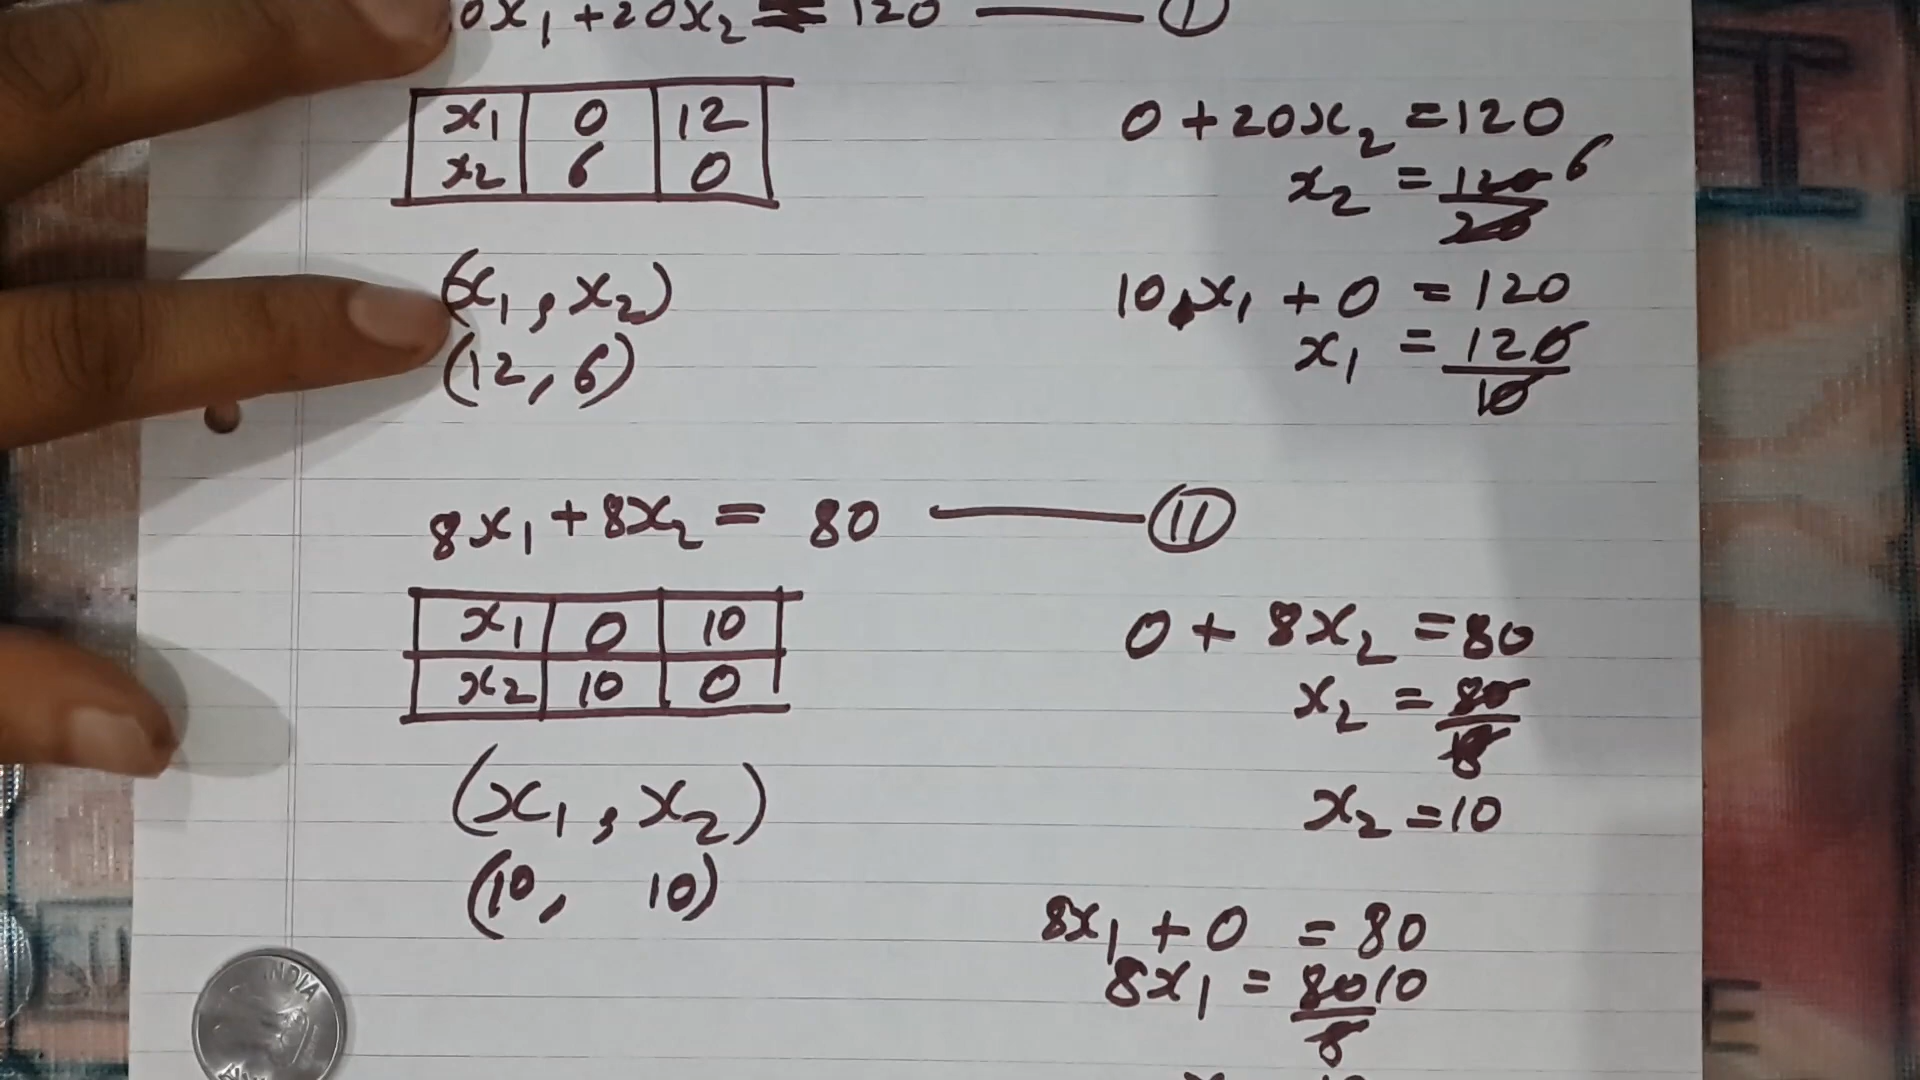 0x₁ + 20x₂ = 120 —— (I)
x₁ | 0 | 12
x₂ | 6 | 0
0 + 20x₂ = 120
x₂ = 120/20 6
(x₁, x₂)
(12, 6)
10x₁ + 0 = 120
x₁ = 120/10
8x₁ + 8x₂ = 80 —— (II)
x₁ | 0 | 10
x₂ | 10 | 0
0 + 8x₂ = 80
x₂ = 80/8
x₂ = 10
(x₁, x₂)
(10, 10)
8x₁ + 0 = 80
8x₁ = 80/8 10
INDIA
E